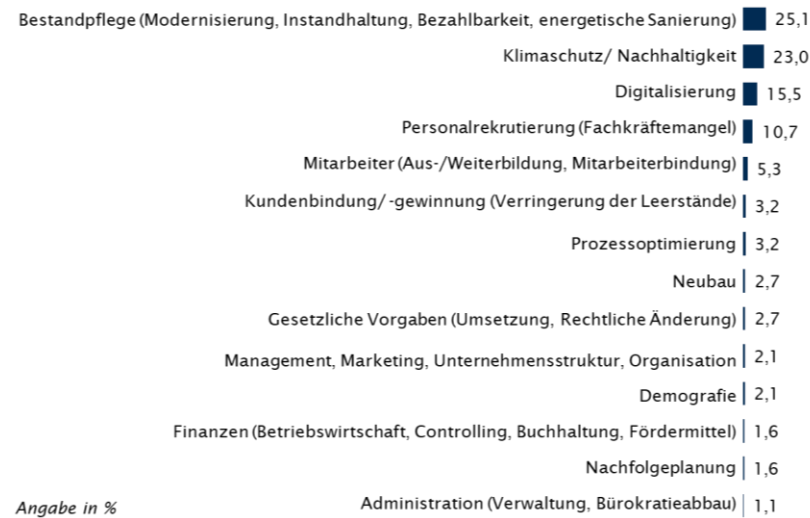 Bestandpflege (Modernisierung, Instandhaltung, Bezahlbarkeit, energetische Sanierung) 25,1
Klimaschutz/ Nachhaltigkeit 23,0
Digitalisierung 15,5
Personalrekrutierung (Fachkräftemangel) 10,7
Mitarbeiter (Aus-/Weiterbildung, Mitarbeiterbindung) 5,3
Kundenbindung/ -gewinnung (Verringerung der Leerstände) 3,2
Prozessoptimierung 3,2
Neubau 2,7
Gesetzliche Vorgaben (Umsetzung, Rechtliche Änderung) 2,7
Management, Marketing, Unternehmensstruktur, Organisation 2,1
Demografie 2,1
Finanzen (Betriebswirtschaft, Controlling, Buchhaltung, Fördermittel) 1,6
Nachfolgeplanung 1,6
Administration (Verwaltung, Bürokratieabbau) 1,1
Angabe in %